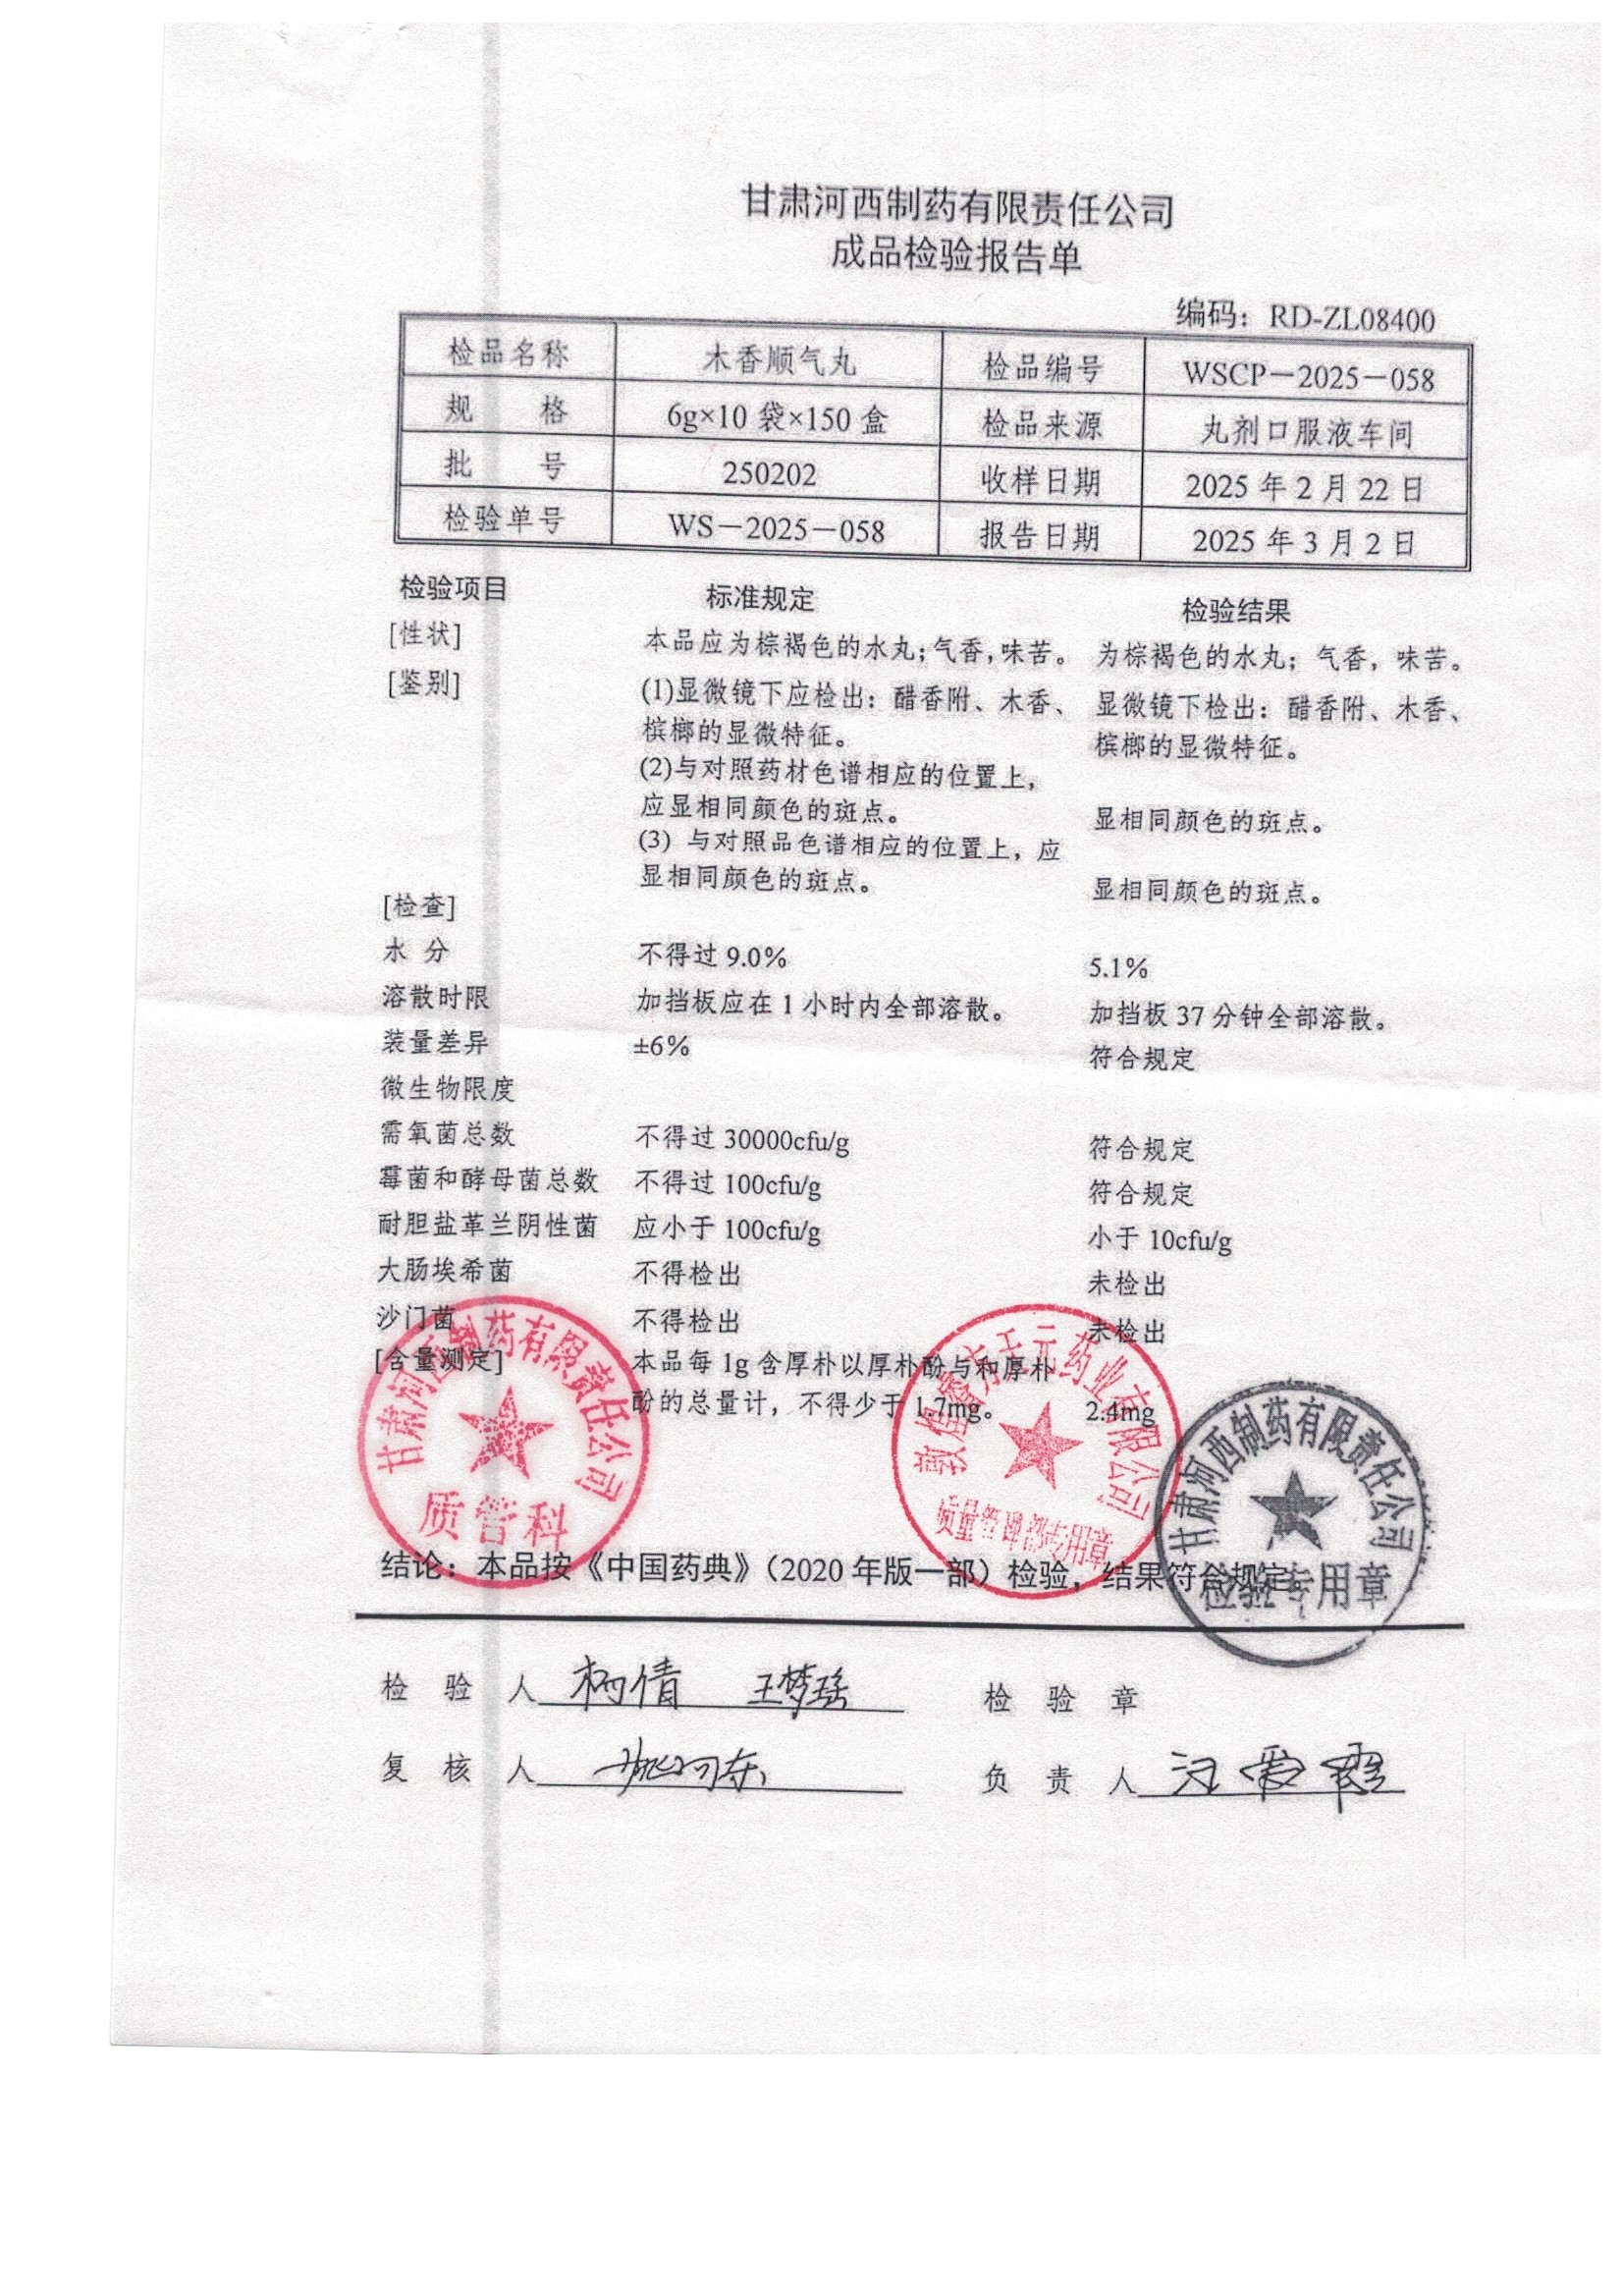 甘肃河西制药有限责任公司
成品检验报告单
编码：RD-ZL08400
检品名称 木香顺气丸 检品编号 WSCP－2025－058
规 格 6g×10 袋×150 盒 检品来源 丸剂口服液车间
批 号 250202 收样日期 2025 年 2 月 22 日
检验单号 WS－2025－058 报告日期 2025 年 3 月 2 日
检验项目 标准规定 检验结果
[性状] 本品应为棕褐色的水丸；气香，味苦。 为棕褐色的水丸；气香，味苦。
[鉴别] (1)显微镜下应检出：醋香附、木香、 显微镜下检出：醋香附、木香、
槟榔的显微特征。 槟榔的显微特征。
(2)与对照药材色谱相应的位置上，
应显相同颜色的斑点。 显相同颜色的斑点。
(3) 与对照品色谱相应的位置上，应
显相同颜色的斑点。 显相同颜色的斑点。
[检查]
水 分 不得过 9.0% 5.1%
溶散时限 加挡板应在 1 小时内全部溶散。 加挡板 37 分钟全部溶散。
装量差异 ±6% 符合规定
微生物限度
需氧菌总数 不得过 30000cfu/g 符合规定
霉菌和酵母菌总数 不得过 100cfu/g 符合规定
耐胆盐革兰阴性菌 应小于 100cfu/g 小于 10cfu/g
大肠埃希菌 不得检出 未检出
沙门菌 不得检出 未检出
[含量测定] 本品每 1g 含厚朴以厚朴酚与和厚朴
酚的总量计，不得少于 1.7mg。 2.4mg
甘肃河西制药有限责任公司
质管科
药业有限公司
质量管理部专用章
甘肃河西制药有限责任公司
检验专用章
结论：本品按《中国药典》（2020 年版一部）检验，结果符合规定。
检 验 人 柄倩 王梦瑶 检 验 章
复 核 人 负 责 人